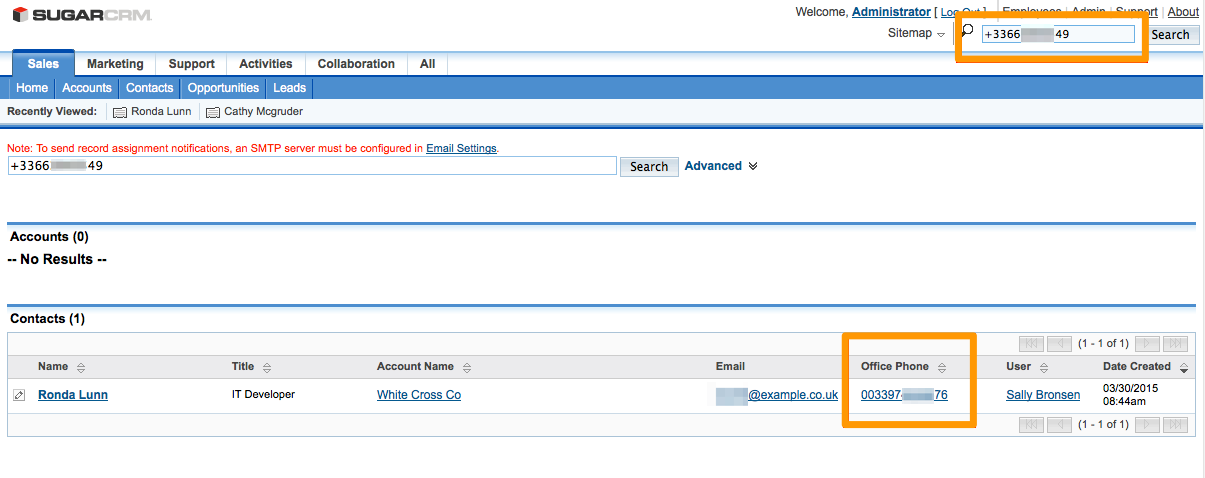 SUGARCRM
Welcome, Administrator [ Log Out ] Employees Admin Support About
Sitemap +3366 49 Search
Sales Marketing Support Activities Collaboration All
Home Accounts Contacts Opportunities Leads
Recently Viewed: Ronda Lunn Cathy Mcgruder
Note: To send record assignment notifications, an SMTP server must be configured in Email Settings.
+3366 49 Search Advanced
Accounts (0)
-- No Results --
Contacts (1)
(1 - 1 of 1)
Name Title Account Name Email Office Phone User Date Created
Ronda Lunn IT Developer White Cross Co @example.co.uk 003397 76 Sally Bronsen 03/30/2015
08:44am
(1 - 1 of 1)